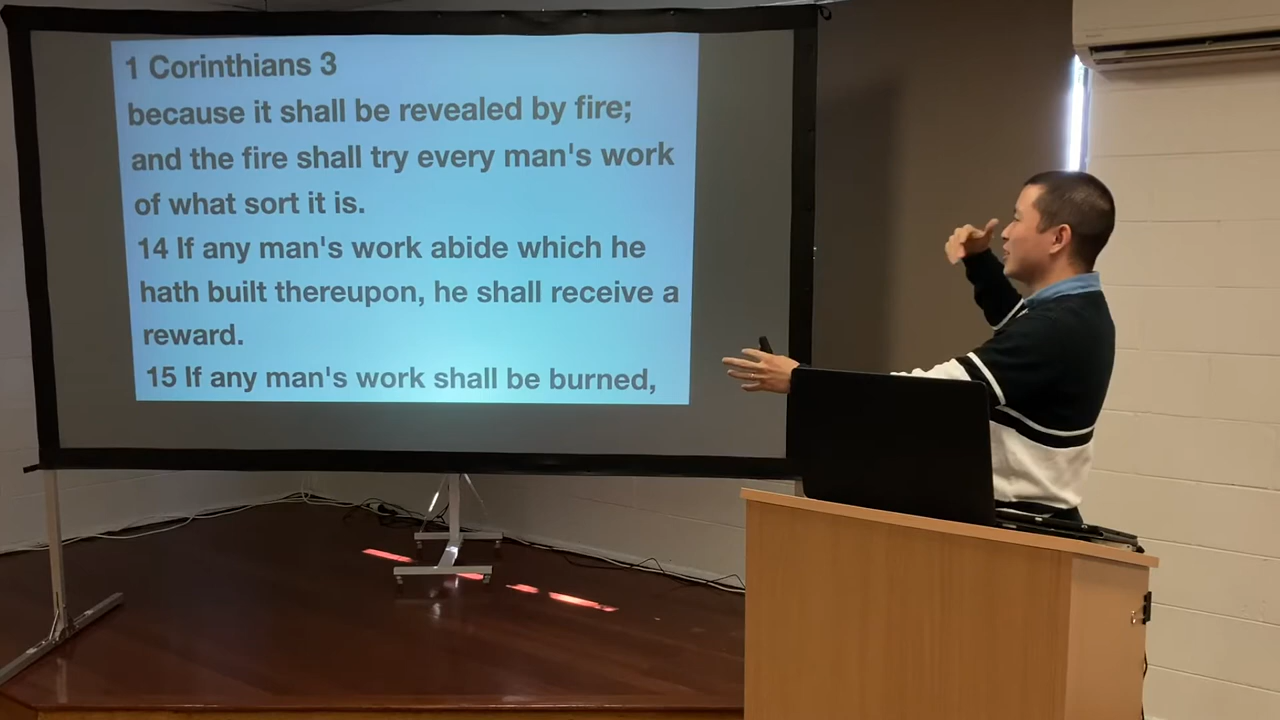 1 Corinthians 3
because it shall be revealed by fire;
and the fire shall try every man's work
of what sort it is.
14 If any man's work abide which he
hath built thereupon, he shall receive a
reward.
15 If any man's work shall be burned,